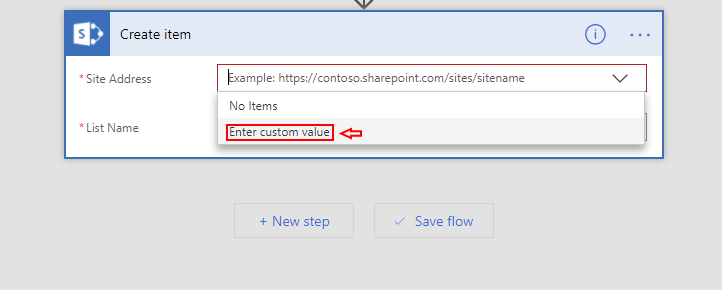 S
Create item
i
...
* Site Address
Example: https://contoso.sharepoint.com/sites/sitename
No Items
* List Name
Enter custom value
+ New step
Save flow